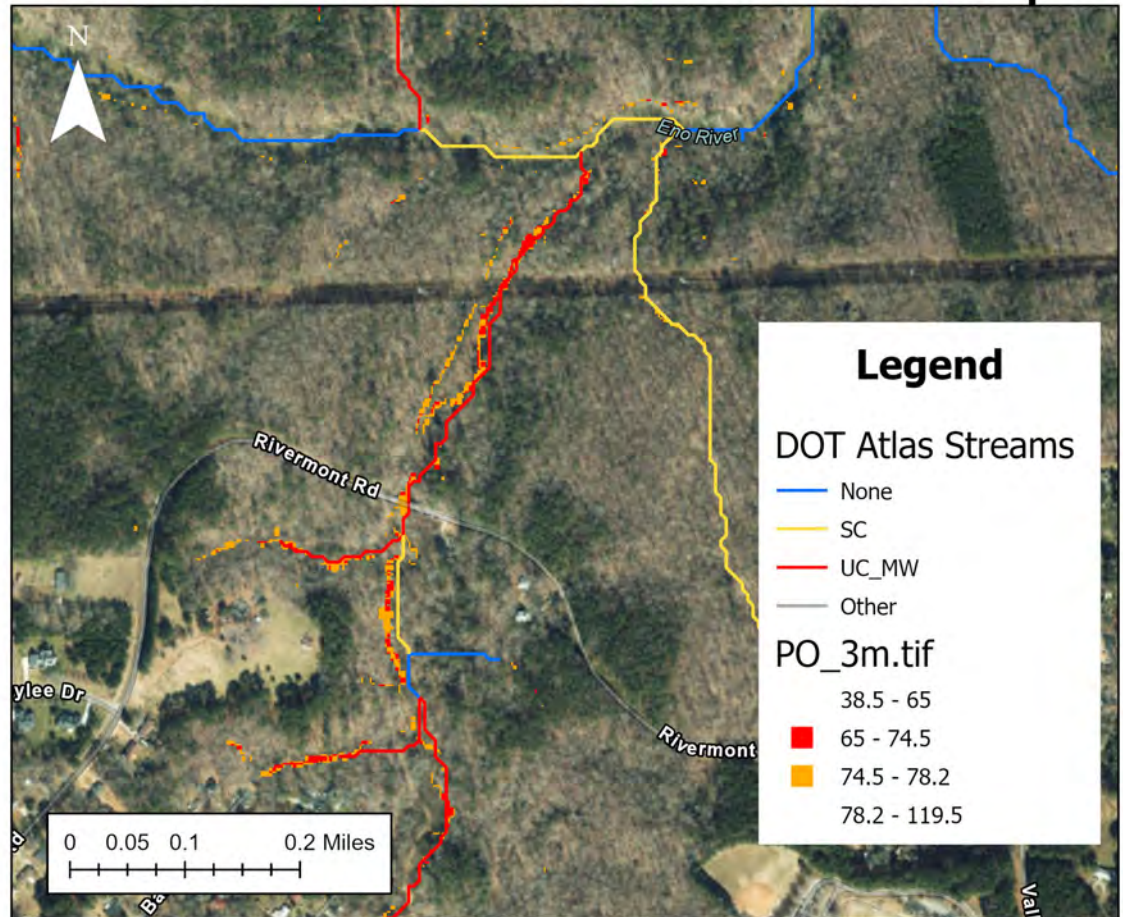 N
Eno River
Rivermont Rd
ylee Dr
Rivermont
Legend
DOT Atlas Streams
None
SC
UC_MW
Other
PO_3m.tif
38.5 - 65
65 - 74.5
74.5 - 78.2
78.2 - 119.5
0 0.05 0.1 0.2 Miles
Ba
Val